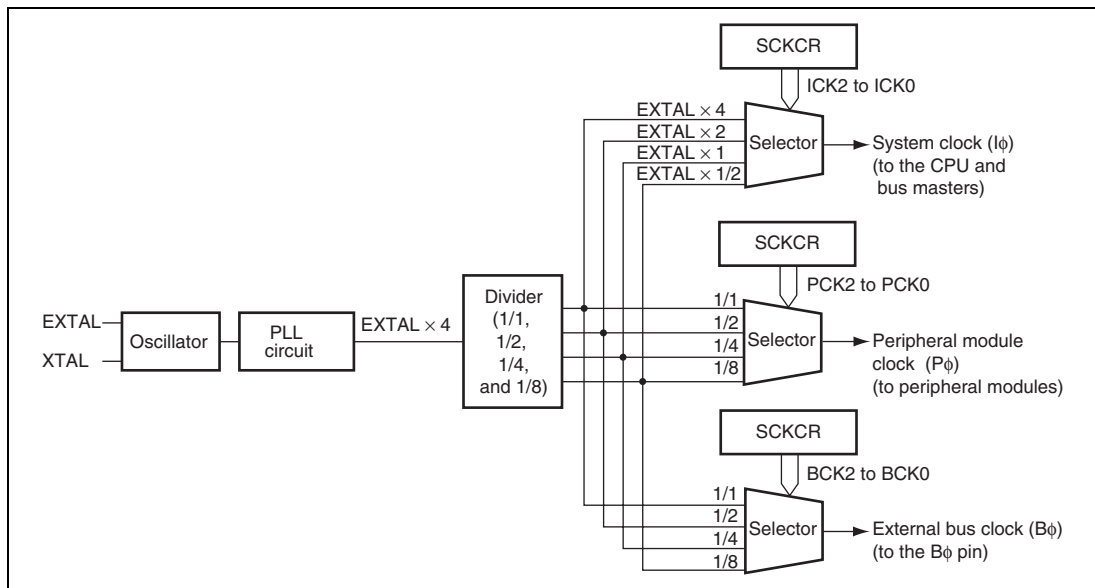 SCKCR
ICK2 to ICK0
EXTAL × 4
EXTAL × 2
EXTAL × 1
EXTAL × 1/2
Selector
System clock (Iϕ)
(to the CPU and
bus masters)
SCKCR
PCK2 to PCK0
EXTAL
XTAL
Oscillator
PLL
circuit
EXTAL × 4
Divider
(1/1,
1/2,
1/4,
and 1/8)
1/1
1/2
1/4
1/8
Selector
Peripheral module
clock (Pϕ)
(to peripheral modules)
SCKCR
BCK2 to BCK0
1/1
1/2
1/4
1/8
Selector
External bus clock (Bϕ)
(to the Bϕ pin)